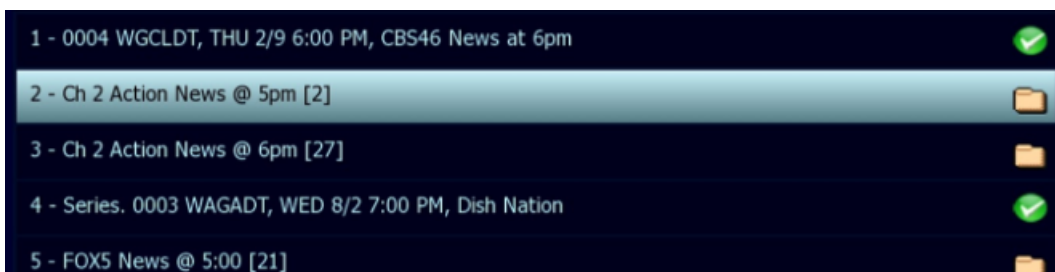 1 - 0004 WGCLDT, THU 2/9 6:00 PM, CBS46 News at 6pm
2 - Ch 2 Action News @ 5pm [2]
3 - Ch 2 Action News @ 6pm [27]
4 - Series. 0003 WAGADT, WED 8/2 7:00 PM, Dish Nation
5 - FOX5 News @ 5:00 [21]